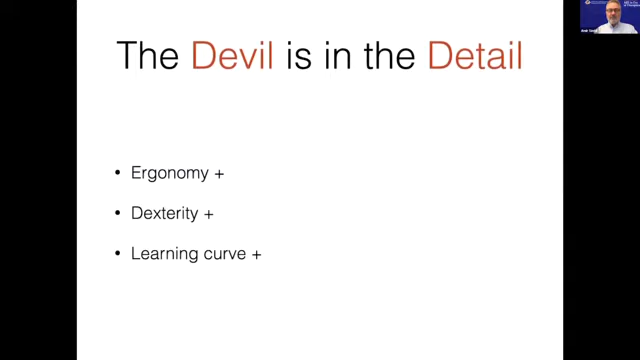 The Devil is in the Detail
• Ergonomy +
• Dexterity +
• Learning curve +